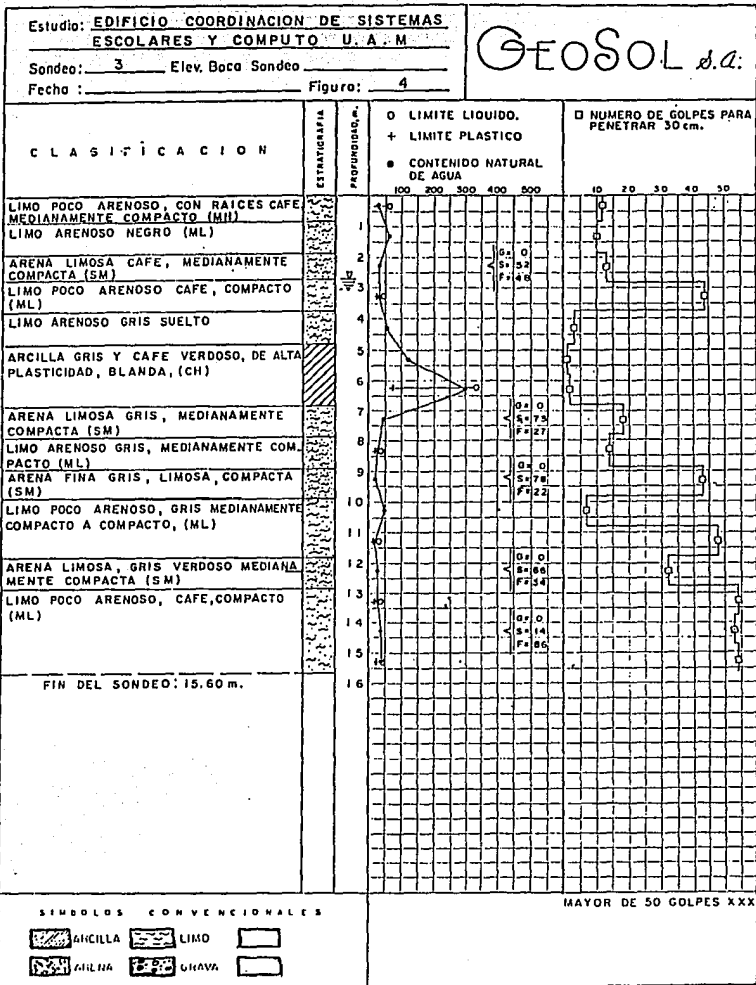 Estudio: EDIFICIO COORDINACION DE SISTEMAS
ESCOLARES Y COMPUTO U.A.M
Sondeo: 3 Elev. Boca Sondeo
Fecha : Figura: 4
GEOSOL s.a.
CLASIFICACION
ESTRATIGRAFIA
PROFUNDIDAD, m.
O LIMITE LIQUIDO.
+ LIMITE PLASTICO
• CONTENIDO NATURAL
DE AGUA
100 200 300 400 500
□ NUMERO DE GOLPES PARA
PENETRAR 30 cm.
10 20 30 40 50
LIMO POCO ARENOSO, CON RAICES CAFE
MEDIANAMENTE COMPACTO (MH)
LIMO ARENOSO NEGRO (ML)
ARENA LIMOSA CAFE, MEDIANAMENTE
COMPACTA (SM)
LIMO POCO ARENOSO CAFE, COMPACTO
(ML)
LIMO ARENOSO GRIS SUELTO
ARCILLA GRIS Y CAFE VERDOSO, DE ALTA
PLASTICIDAD, BLANDA, (CH)
ARENA LIMOSA GRIS, MEDIANAMENTE
COMPACTA (SM)
LIMO ARENOSO GRIS, MEDIANAMENTE COM-
PACTO (ML)
ARENA FINA GRIS, LIMOSA, COMPACTA
(SM)
LIMO POCO ARENOSO, GRIS MEDIANAMENTE
COMPACTO A COMPACTO, (ML)
ARENA LIMOSA, GRIS VERDOSO MEDIANA
MENTE COMPACTA (SM)
LIMO POCO ARENOSO, CAFE, COMPACTO
(ML)
FIN DEL SONDEO: 15.60 m.
1
2
3
4
5
6
7
8
9
10
11
12
13
14
15
16
G= 0
S= 52
F= 48
G= 0
S= 73
F= 27
G= 0
S= 78
F= 22
G= 0
S= 66
F= 34
G= 0
S= 14
F= 86
MAYOR DE 50 GOLPES XXX
SIMBOLOS CONVENCIONALES
ARCILLA LIMO
ARENA GRAVA